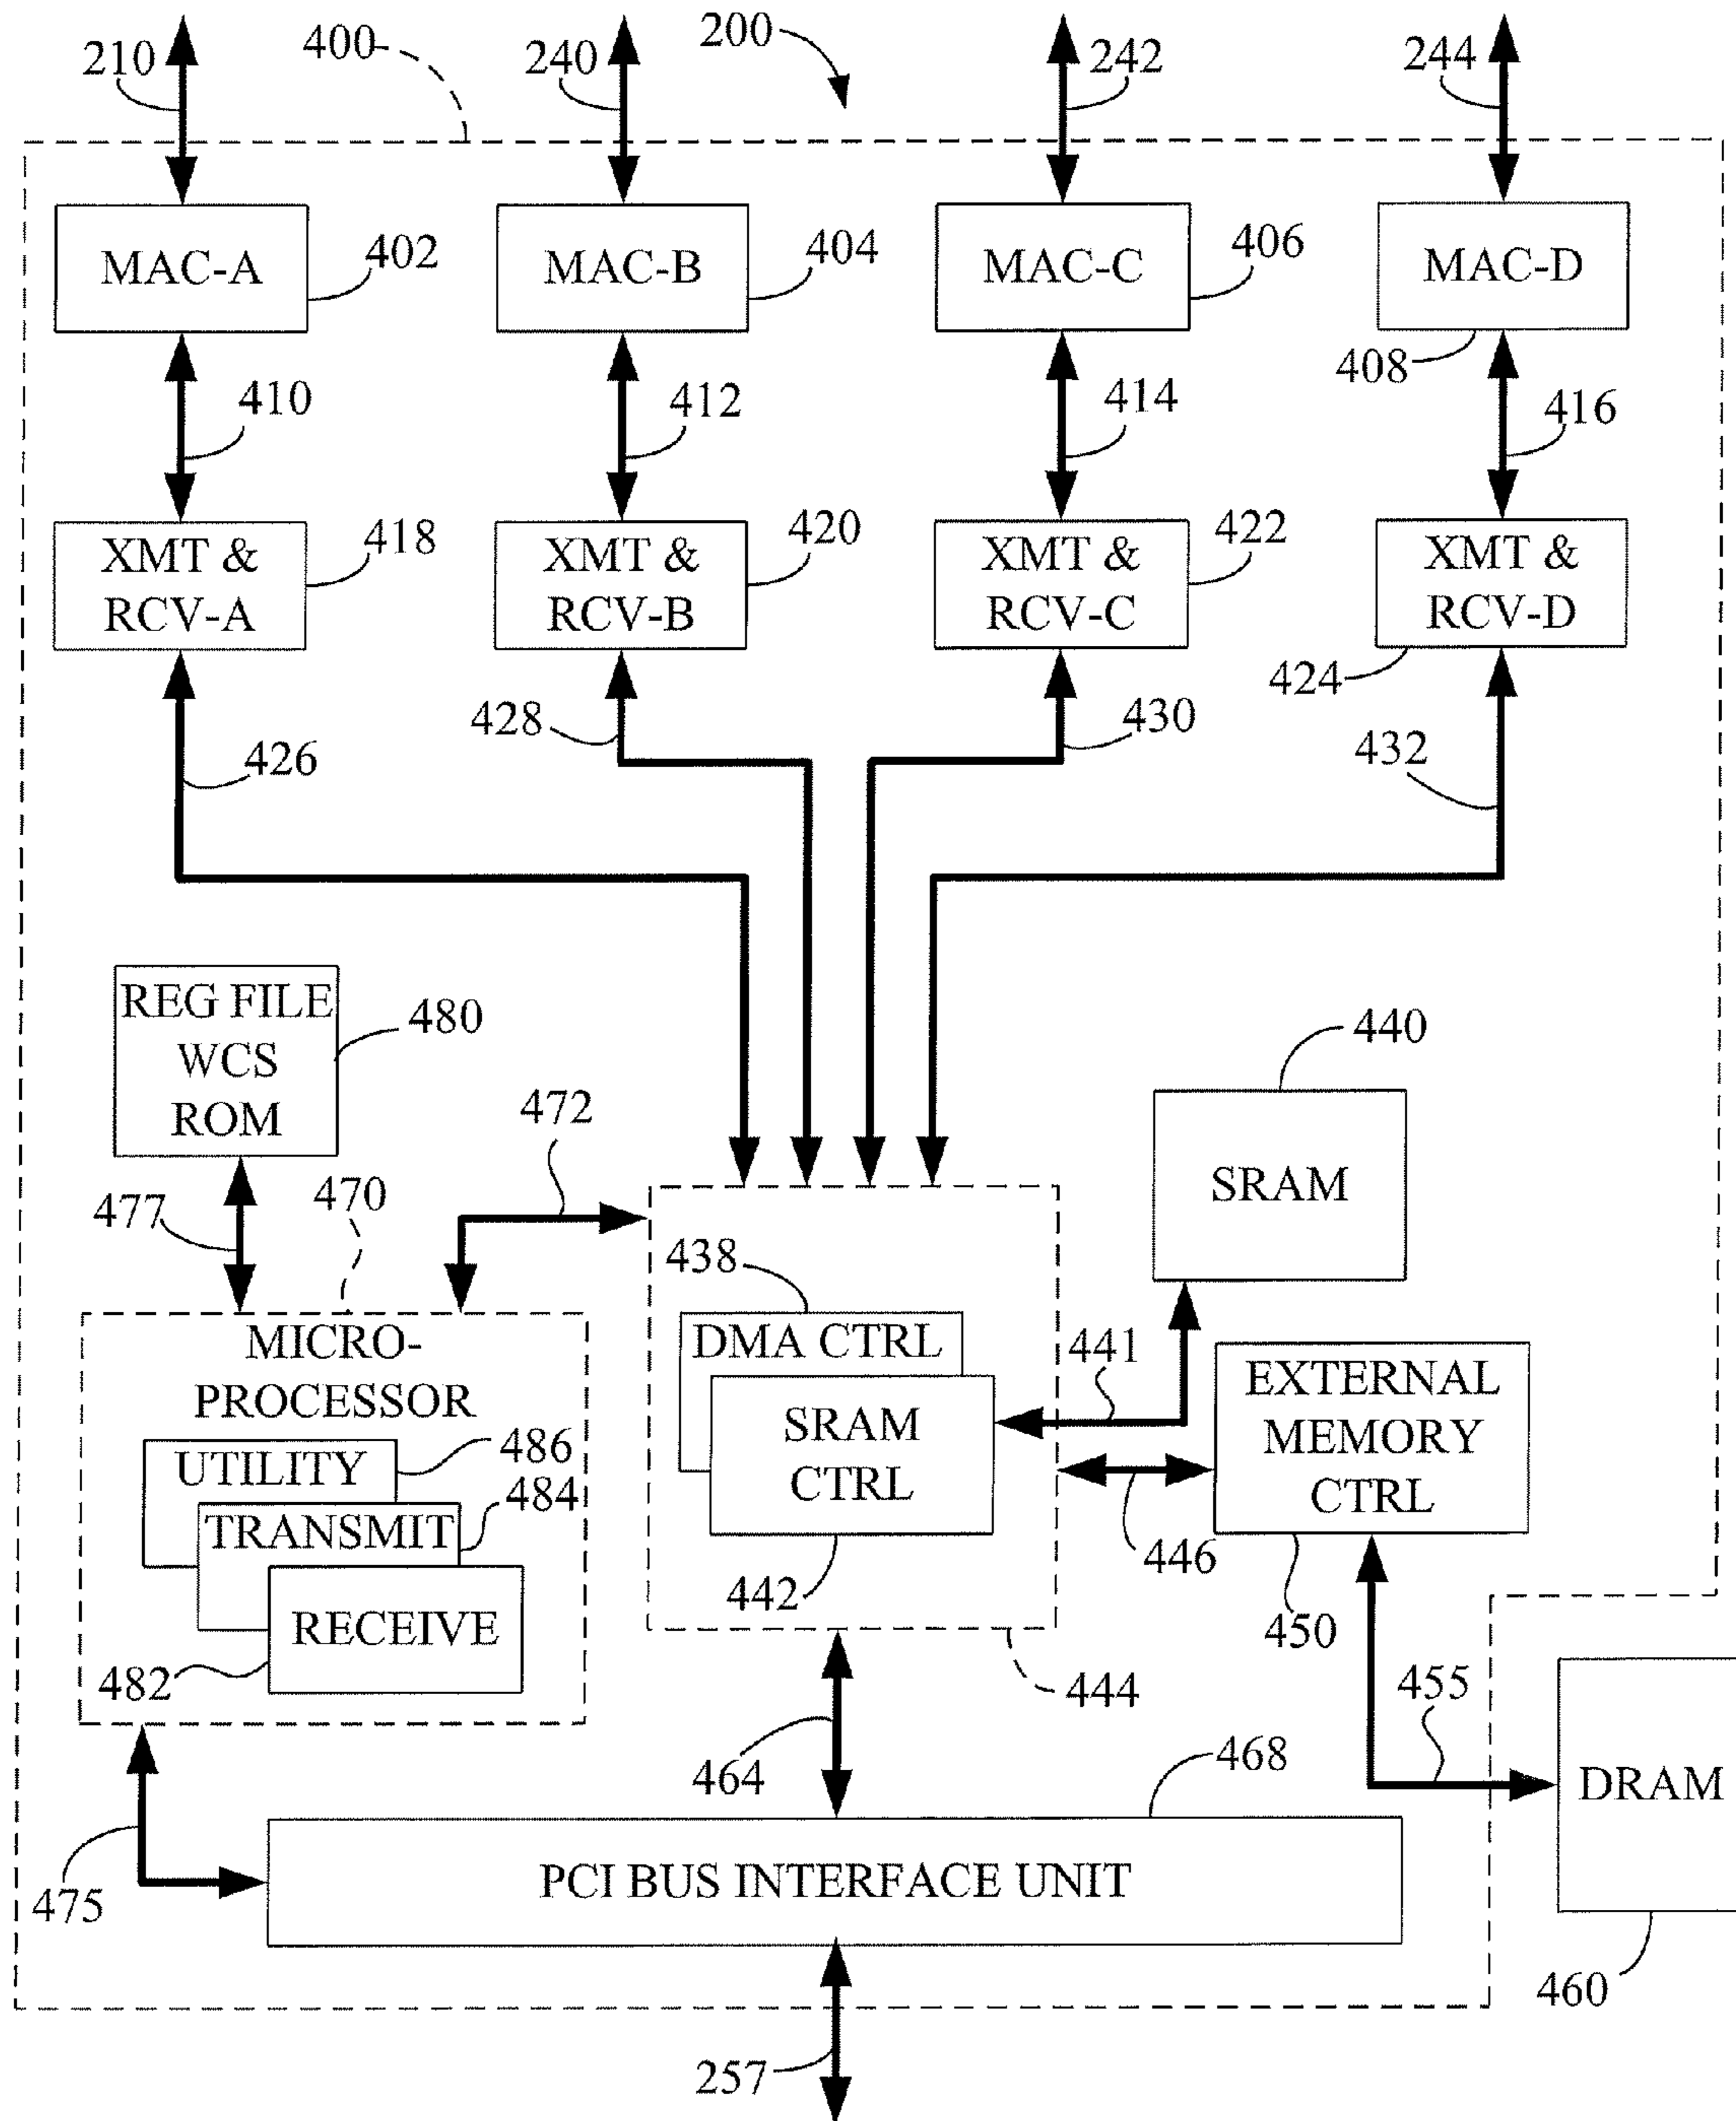 210
400
240
200
242
244
MAC-A
402
MAC-B
404
MAC-C
406
MAC-D
408
410
412
414
416
XMT &
RCV-A
418
XMT &
RCV-B
420
XMT &
RCV-C
422
XMT &
RCV-D
424
426
428
430
432
REG FILE
WCS
ROM
480
440
472
SRAM
477
470
438
MICRO-
PROCESSOR
DMA CTRL
441
EXTERNAL
MEMORY
CTRL
SRAM
CTRL
UTILITY
486
TRANSMIT
484
RECEIVE
482
442
446
450
444
455
464
468
DRAM
475
PCI BUS INTERFACE UNIT
460
257